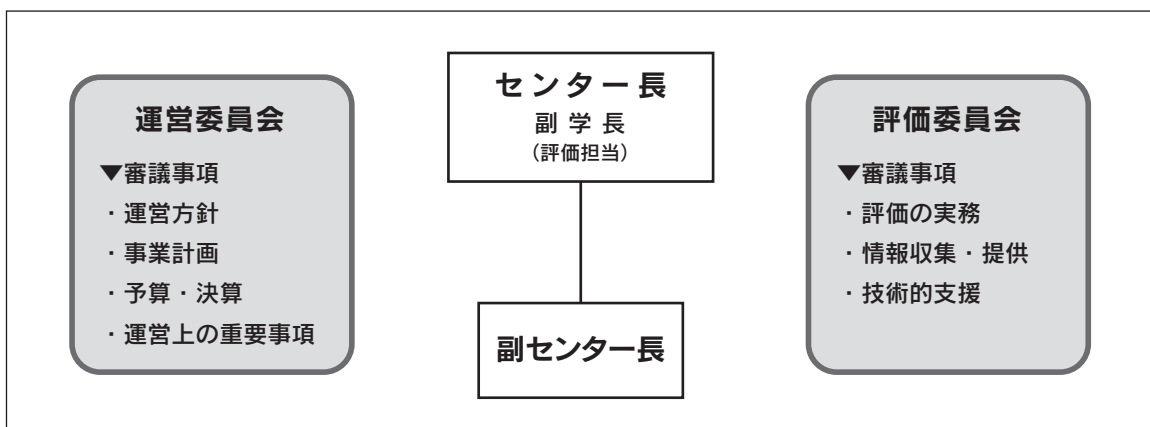 運営委員会
▼審議事項
・運営方針
・事業計画
・予算・決算
・運営上の重要事項
センター長
副学長
（評価担当）
副センター長
評価委員会
▼審議事項
・評価の実務
・情報収集・提供
・技術的支援